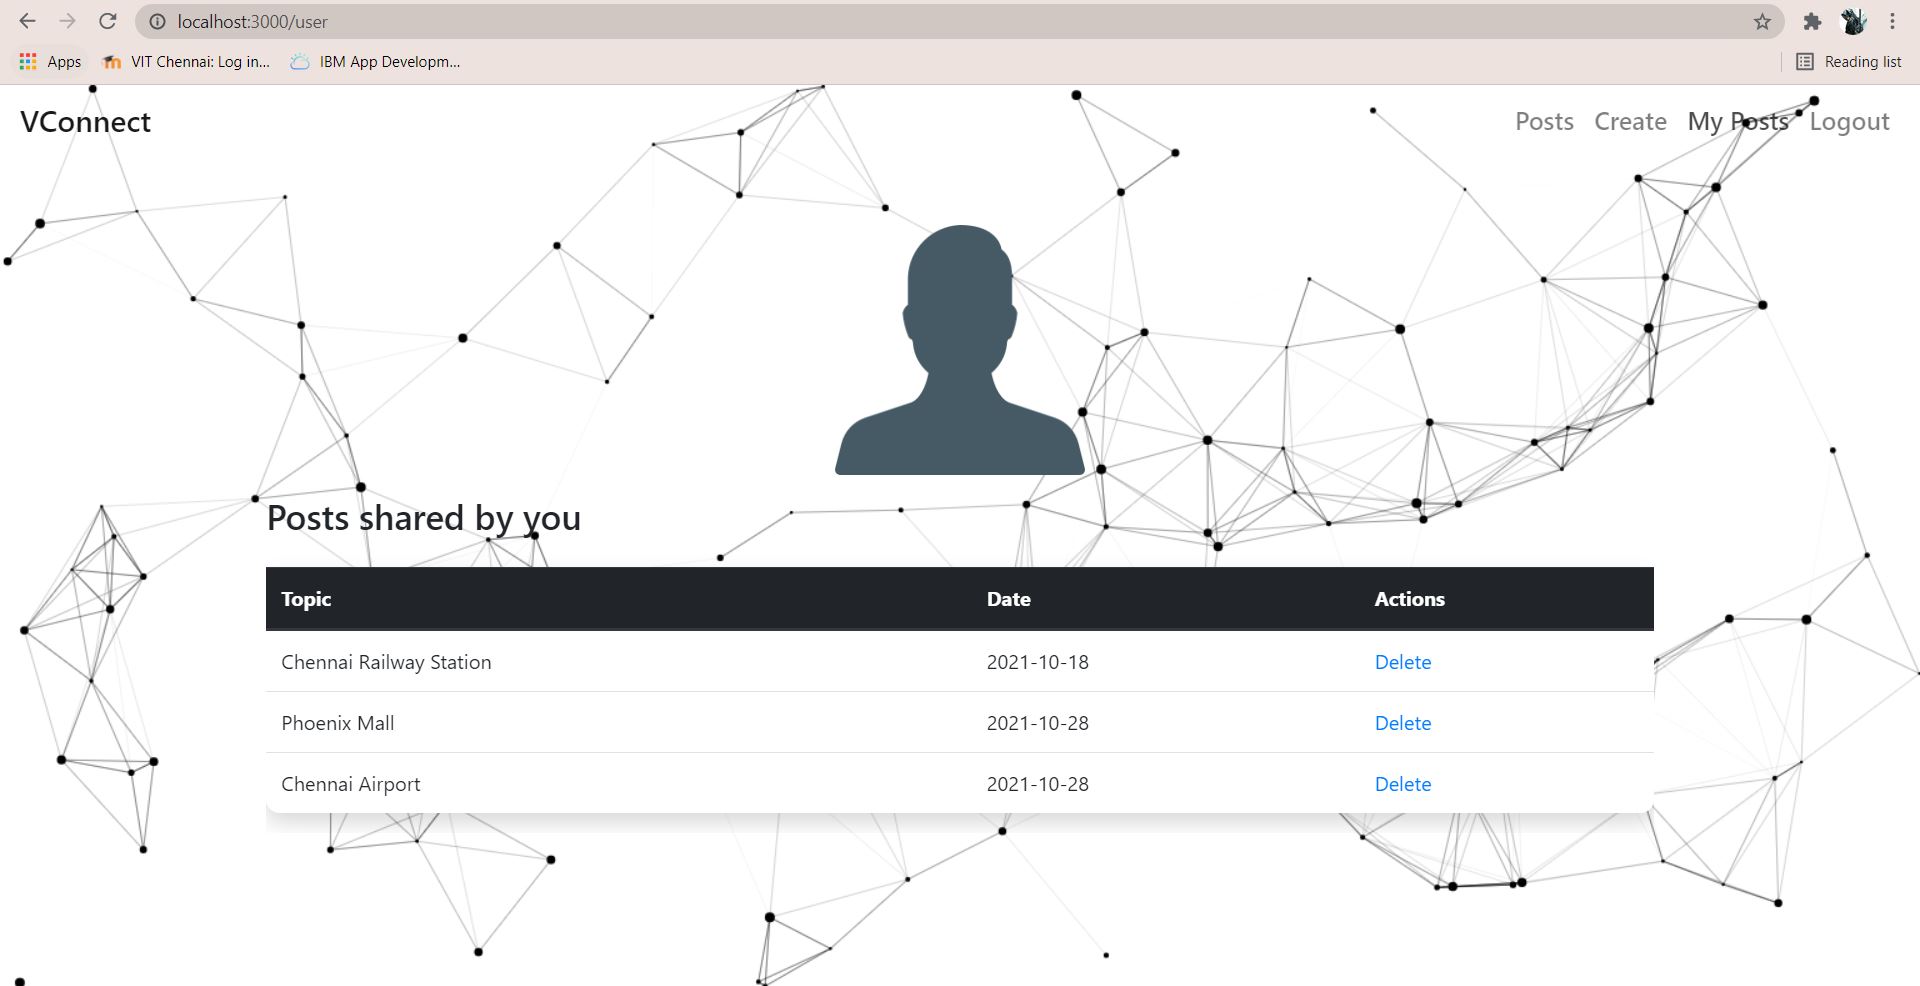 localhost:3000/user
Apps VIT Chennai: Log in... IBM App Developm... Reading list
VConnect Posts Create My Posts Logout
Posts shared by you
Topic Date Actions
Chennai Railway Station 2021-10-18 Delete
Phoenix Mall 2021-10-28 Delete
Chennai Airport 2021-10-28 Delete